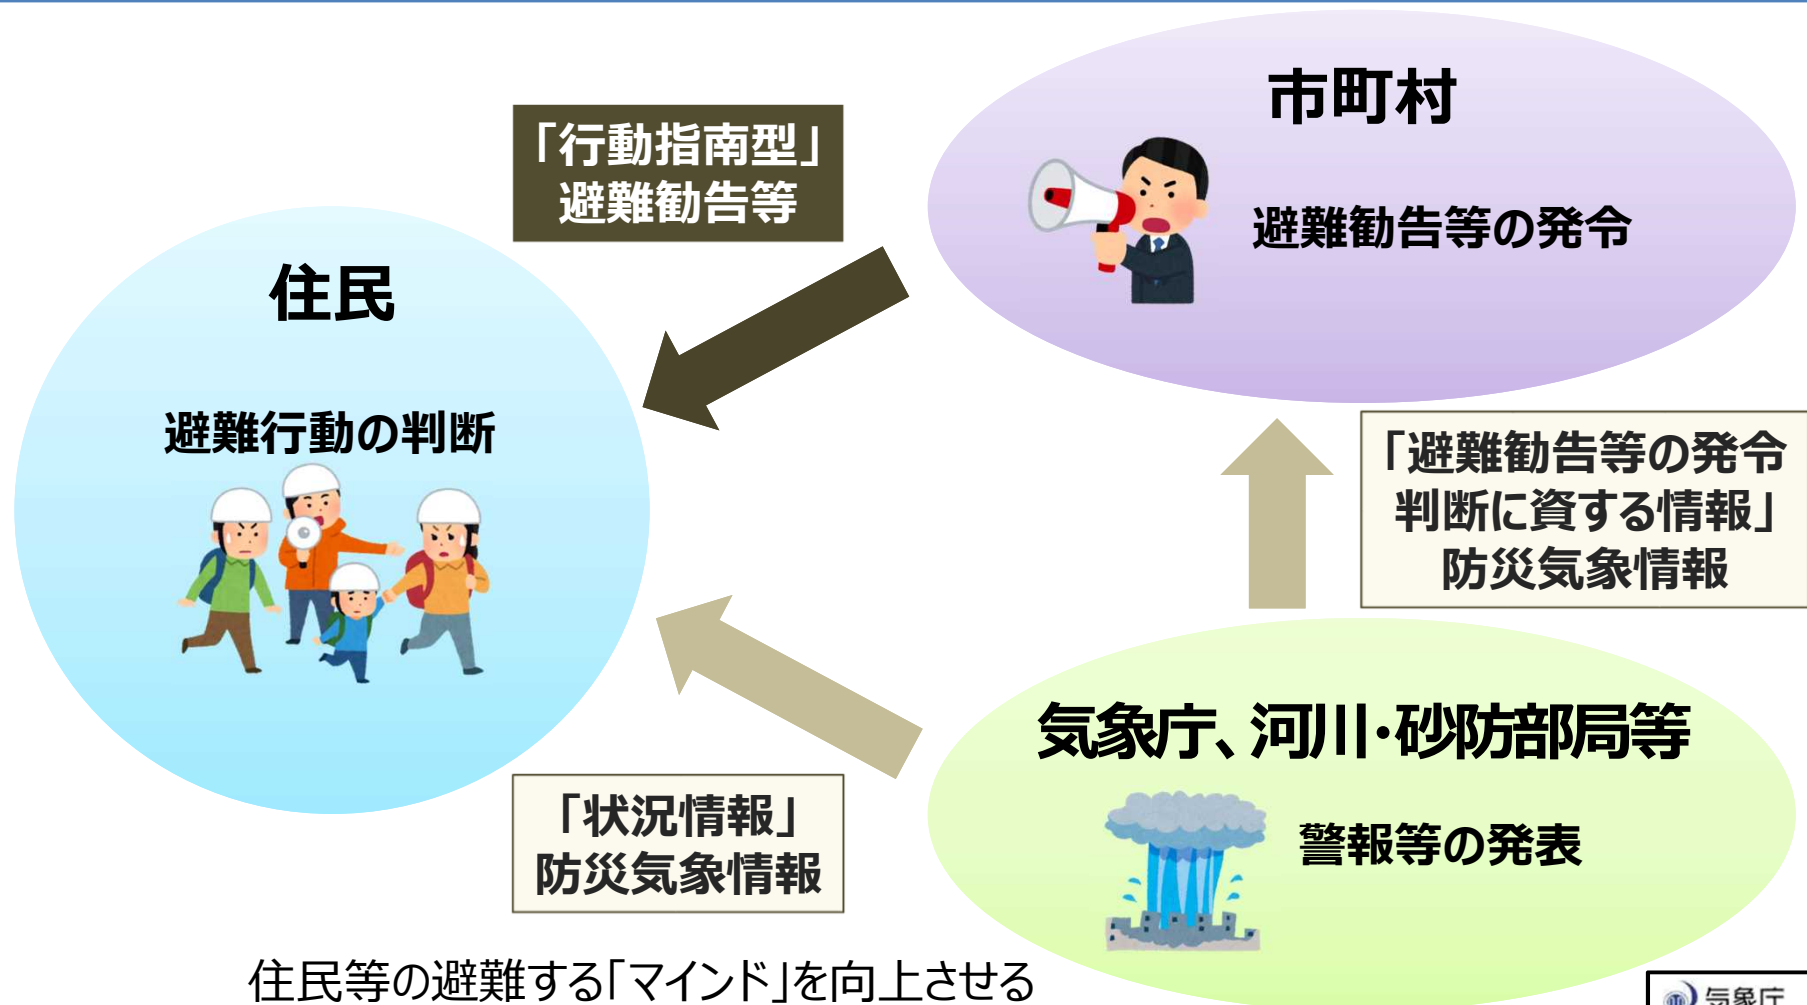 市町村
避難勧告等の発令
「行動指南型」
避難勧告等
住民
避難行動の判断
「避難勧告等の発令
判断に資する情報」
防災気象情報
気象庁、河川・砂防部局等
警報等の発表
「状況情報」
防災気象情報
住民等の避難する「マインド」を向上させる
気象庁